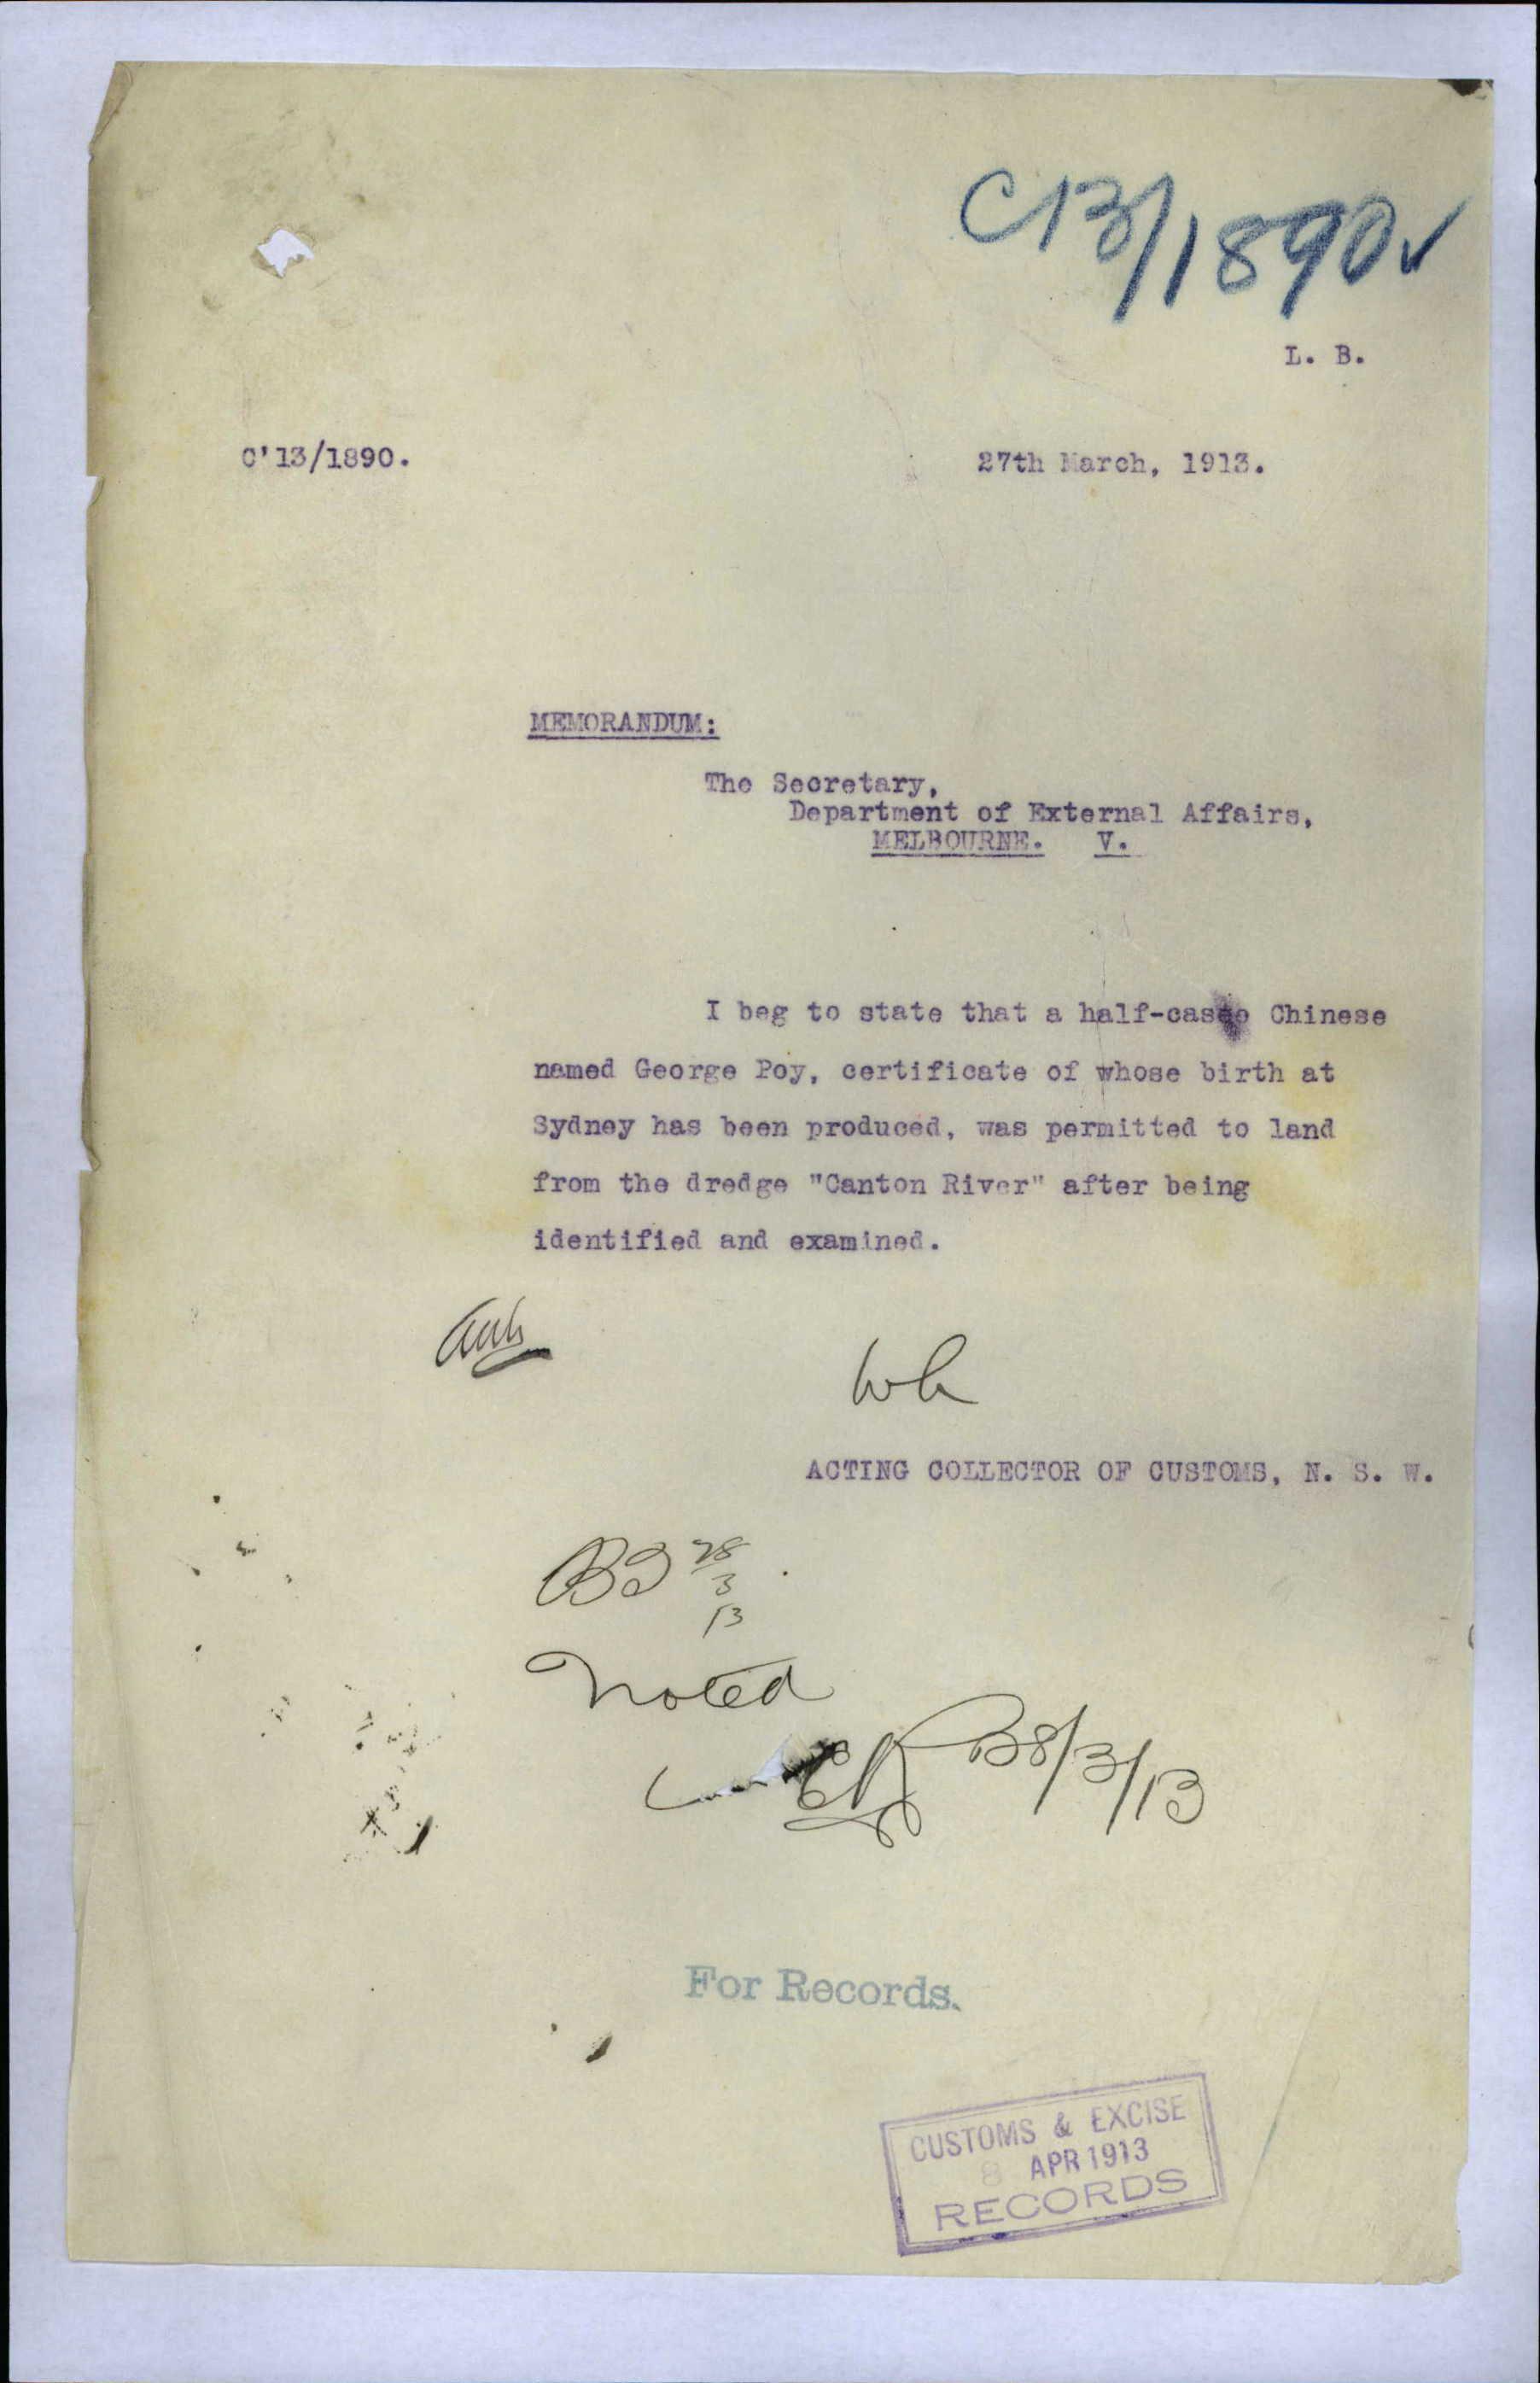 C13/1890 ✓
L. B.
C'13/1890.
27th March, 1913.
MEMORANDUM:
The Secretary,
Department of External Affairs,
MELBOURNE. V.
I beg to state that a half-caste Chinese
named George Poy, certificate of whose birth at
Sydney has been produced, was permitted to land
from the dredge "Canton River" after being
identified and examined.
ACTING COLLECTOR OF CUSTOMS, N. S. W.
28
3
13
Noted
28/3/13
For Records.
CUSTOMS & EXCISE
8 APR 1913
RECORDS